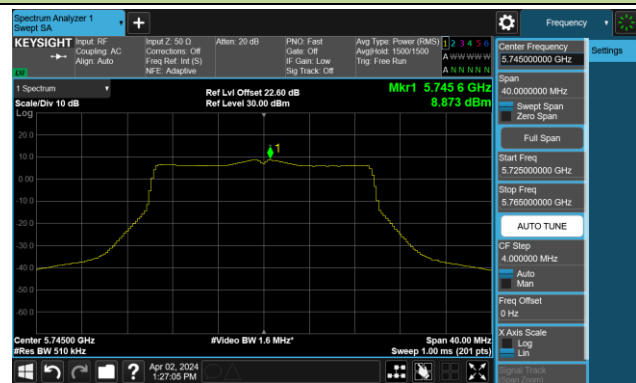 Spectrum Analyzer 1
Swept SA
Frequency
KEYSIGHT
Input: RF
Coupling: AC
Align: Auto
Input Z: 50 Ω
Corrections: Off
Freq Ref: Int (S)
NFE: Adaptive
Atten: 20 dB
PNO: Fast
Gate: Off
IF Gain: Low
Sig Track: Off
Avg Type: Power (RMS)
Avg|Hold: 1500/1500
Trig: Free Run
1 2 3 4 5 6
A W W W W W
A N N N N N
LXI
1 Spectrum
Scale/Div 10 dB
Log
Ref Lvl Offset 22.60 dB
Ref Level 30.00 dBm
Mkr1 5.745 6 GHz
8.873 dBm
1
20.0
10.0
0.00
-10.0
-20.0
-30.0
-40.0
-50.0
-60.0
Center 5.74500 GHz
#Res BW 510 kHz
#Video BW 1.6 MHz*
Span 40.00 MHz
Sweep 1.00 ms (201 pts)
Apr 02, 2024
1:27:05 PM
Center Frequency
5.745000000 GHz
Settings
Span
40.0000000 MHz
Swept Span
Zero Span
Full Span
Start Freq
5.725000000 GHz
Stop Freq
5.765000000 GHz
AUTO TUNE
CF Step
4.000000 MHz
Auto
Man
Freq Offset
0 Hz
X Axis Scale
Log
Lin
Signal Track
(Span Zoom)